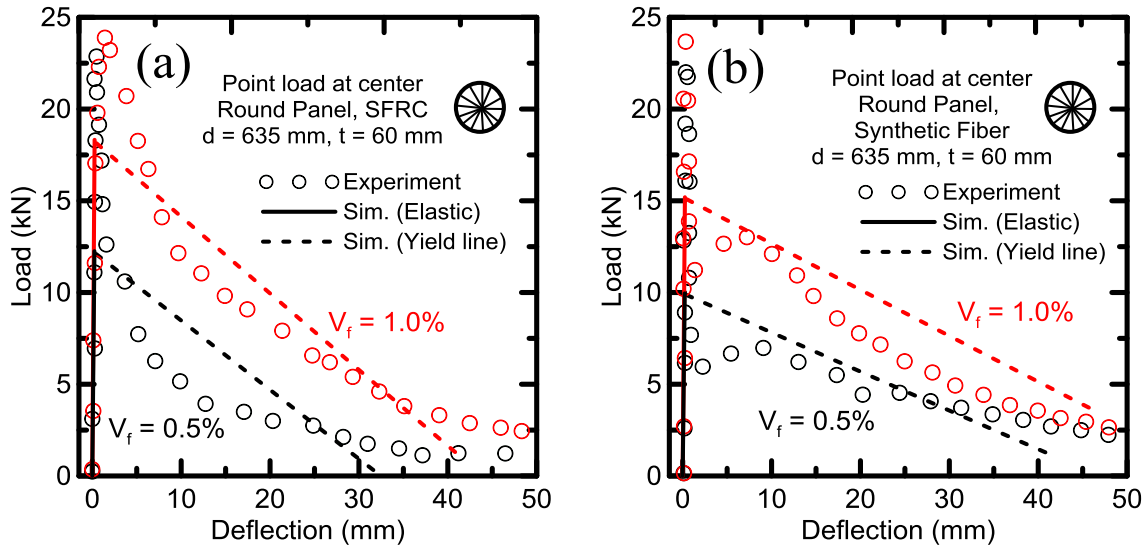 (a)
Point load at center
Round Panel, SFRC
d = 635 mm, t = 60 mm
Experiment
Sim. (Elastic)
Sim. (Yield line)
V_f = 1.0%
V_f = 0.5%
Load (kN)
25
20
15
10
5
0
0 10 20 30 40 50
Deflection (mm)
(b)
Point load at center
Round Panel,
Synthetic Fiber
d = 635 mm, t = 60 mm
Experiment
Sim. (Elastic)
Sim. (Yield line)
V_f = 1.0%
V_f = 0.5%
Load (kN)
25
20
15
10
5
0
0 10 20 30 40 50
Deflection (mm)